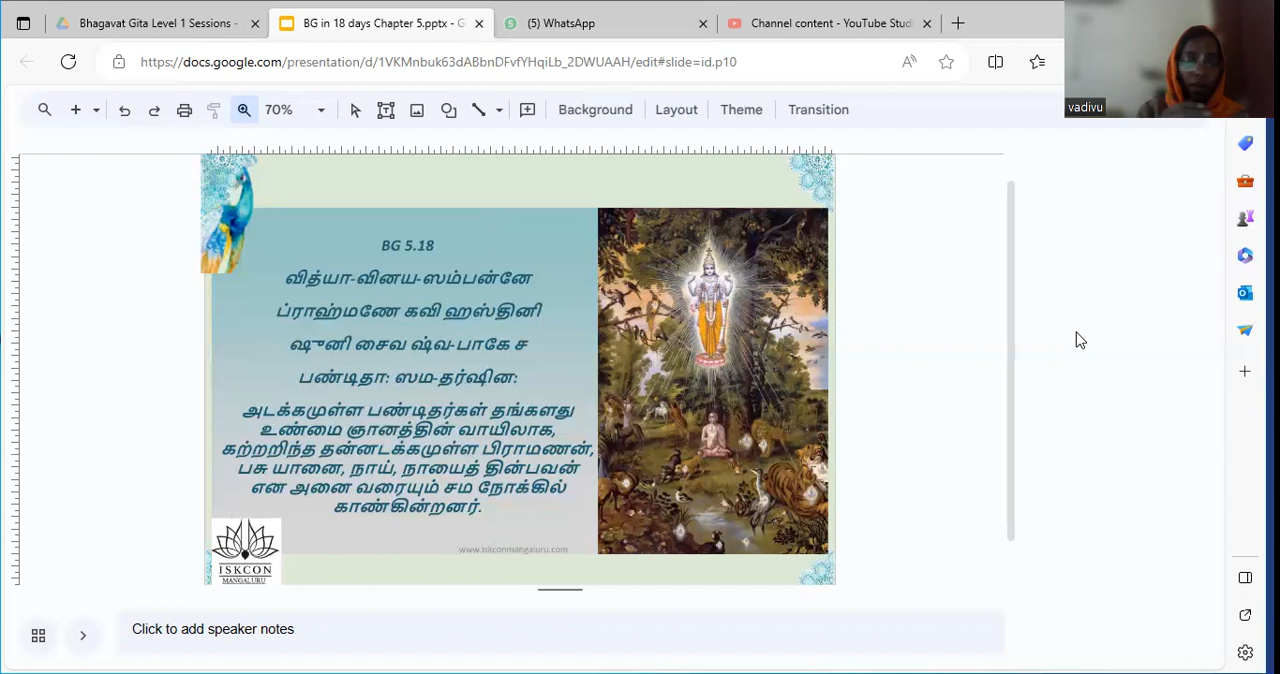 Bhagavat Gita Level 1 Sessions -
BG in 18 days Chapter 5.pptx - G
(5) WhatsApp
Channel content - YouTube Stud
https://docs.google.com/presentation/d/1VKMnbuk63dABbnDFvfYHqiLb_2DWUAAH/edit#slide=id.p10
vadivu
70%
Background
Layout
Theme
Transition
BG 5.18
வித்யா-வினய-ஸம்பன்னே
ப்ராஹ்மணே கவி ஹஸ்தினி
ஷுனி சைவ ஷ்வ-பாகே ச
பண்டிதா: ஸம-தர்ஷின:
அடக்கமுள்ள பண்டிதர்கள் தங்களது
உண்மை ஞானத்தின் வாயிலாக,
கற்றறிந்த தன்னடக்கமுள்ள பிராமணன்,
பசு யானை, நாய், நாயைத் தின்பவன்
என அனை வரையும் சம நோக்கில்
காண்கின்றனர்.
ISKCON
MANGALURU
www.iskconmangaluru.com
Click to add speaker notes